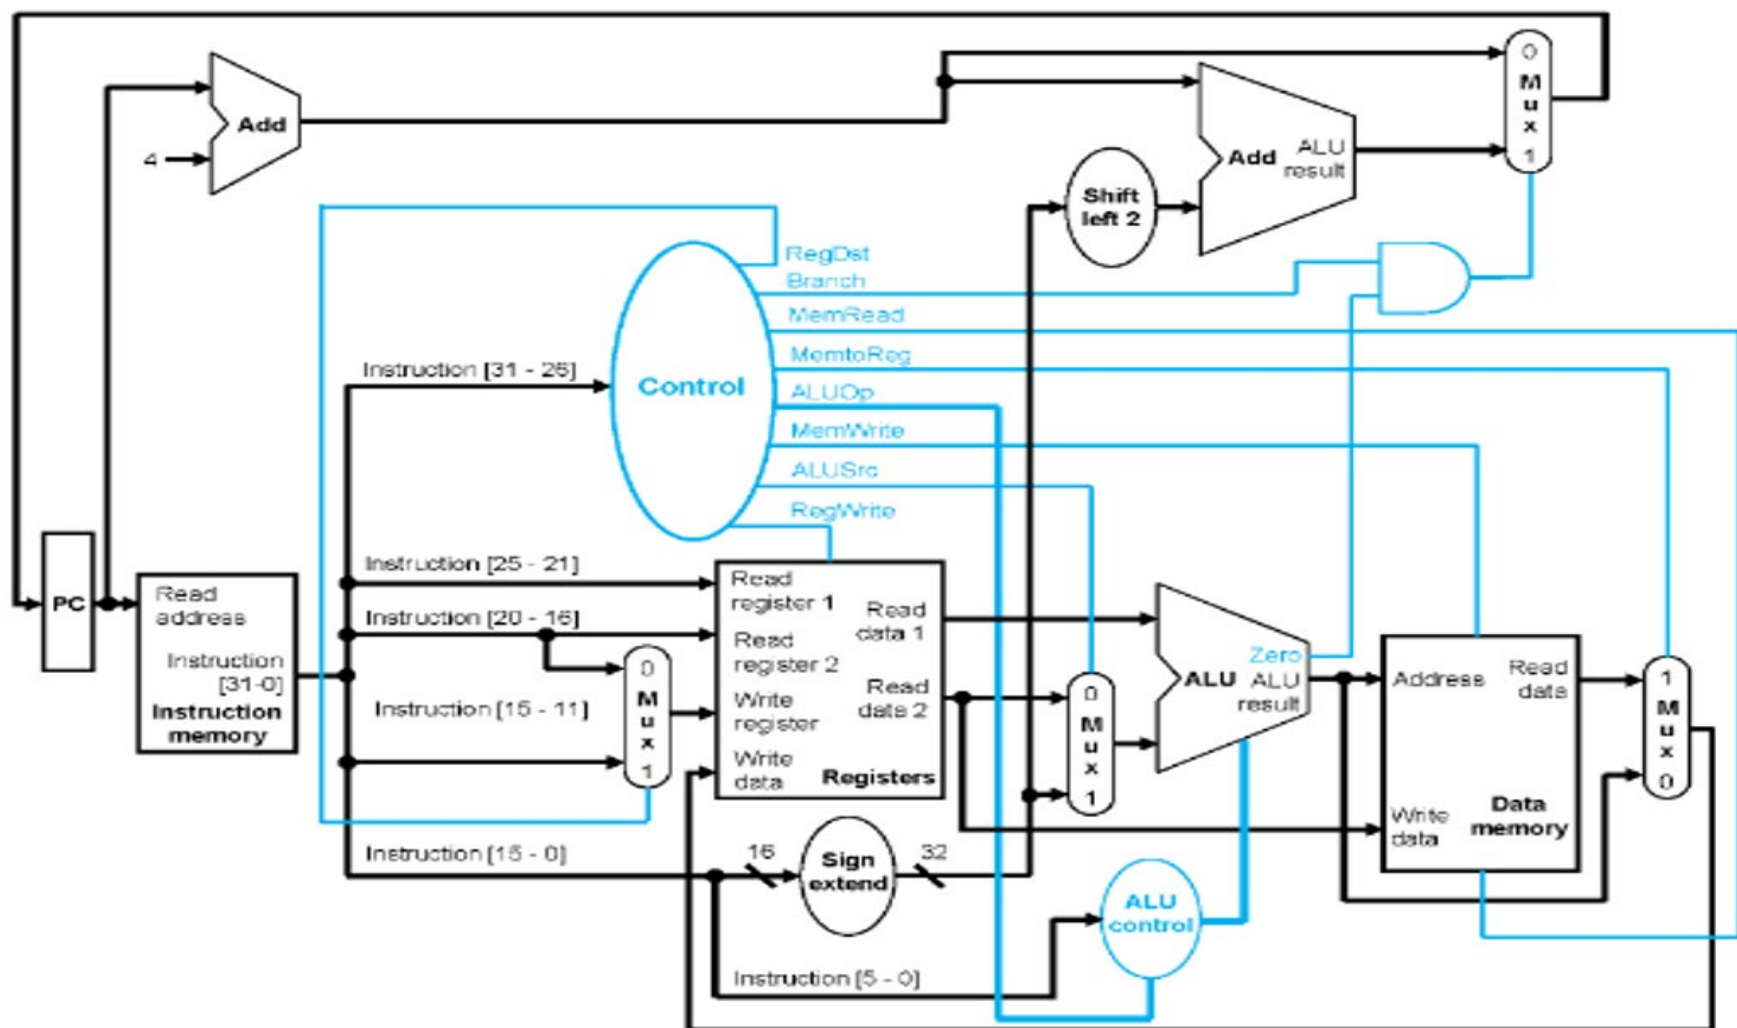 0
M
u
x
1
Add
4
Add
ALU
result
Shift
left 2
RegDst
Branch
MemRead
MemtoReg
ALUOp
MemWrite
ALUSrc
RegWrite
Control
Instruction [31 - 26]
Instruction [25 - 21]
Instruction [20 - 16]
Instruction [15 - 11]
Instruction [15 - 0]
Instruction [5 - 0]
PC
Read
address
Instruction
[31-0]
Instruction
memory
0
M
u
x
1
Read
register 1
Read
register 2
Write
register
Write
data
Read
data 1
Read
data 2
Registers
16
Sign
extend
32
0
M
u
x
1
Zero
ALU
ALU
result
ALU
control
Address
Read
data
Write
data
Data
memory
1
M
u
x
0